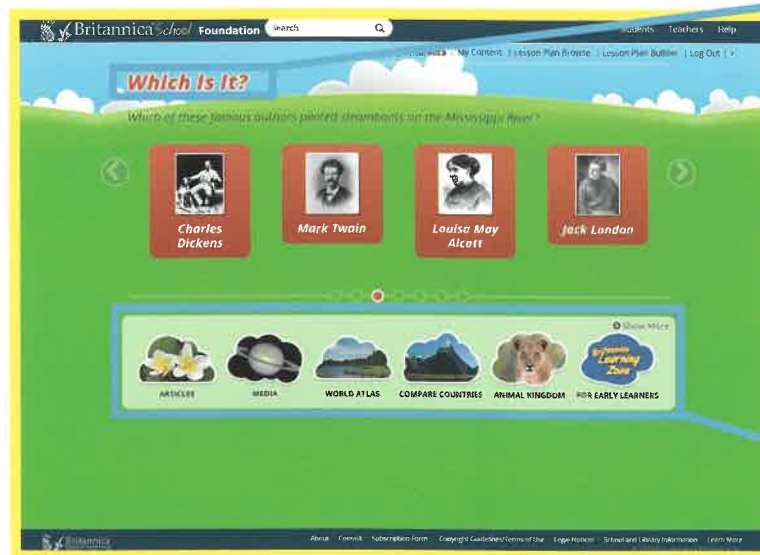 Britannica School Foundation Search
Students Teachers Help
My Content | Lesson Plan Browse | Lesson Plan Builder | Log Out |
Which Is It?
Which of these famous authors piloted steamboats on the Mississippi River?
Charles
Dickens
Mark Twain
Louisa May
Alcott
Jack London
Show More
Britannica
Learning
Zone
ARTICLES MEDIA WORLD ATLAS COMPARE COUNTRIES ANIMAL KINGDOM FOR EARLY LEARNERS
Britannica
About Consult Subscription Form Copyright Guidelines/Terms of Use Legal Notices School and Library Information Learn More